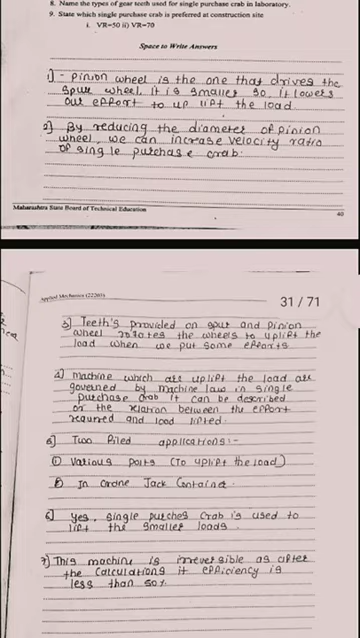 8. Name the types of gear teeth used for single purchase crab in laboratory.
9. State which single purchase crab is preferred at construction site
i. VR=50 ii) VR=70
Space to Write Answers
1) - pinion wheel is the one that drives the
spur wheel. it is smaller so, it lowers
our effort to up lift the load.
2) By reducing the diameter of pinion
wheel, we can increase velocity ratio
of single putchase crab.
Maharashtra State Board of Technical Education
40
Applied Mechanics (22203)
31 / 71
3) Teeth's provided on spur and pinion
wheel rotates the wheels to uplift the
load when we put some efforts
4) machine which are uplift the load are
governed by machine law in single
purchase crab it can be described
or the relation between the effort
required and load lifted.
5) Two filed applications:-
① various ports (To uplift the load)
② In crane Jack Container.
6) yes, single putches crab is used to
lift the smaller loads.
7) This machine is irreversible as after
the calculations it efficiency is
less than 50%.